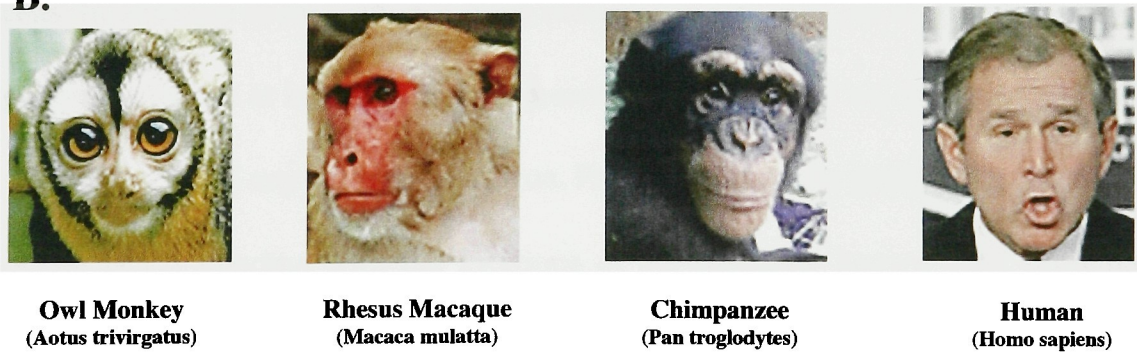 B.
Owl Monkey
(Aotus trivirgatus)
Rhesus Macaque
(Macaca mulatta)
Chimpanzee
(Pan troglodytes)
Human
(Homo sapiens)